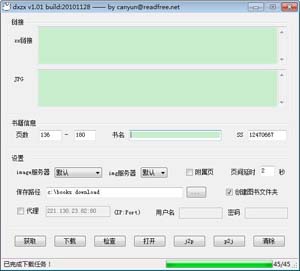 dxzx v1.01 build:20101128 —— by canyun@readfree.net
链接
zx链接
JPG
书籍信息
页数 136 - 180 书名 SS 12470667
设置
image服务器 默认 img服务器 默认 附属页 页间延时 2 秒
保存路径 c:\books download ... 创建图书文件夹
代理 221.130.23.82:80 (IP:Port) 用户名 密码
获取 下载 检查 打开 j2p p2j 清除
已完成下载任务! 45/45